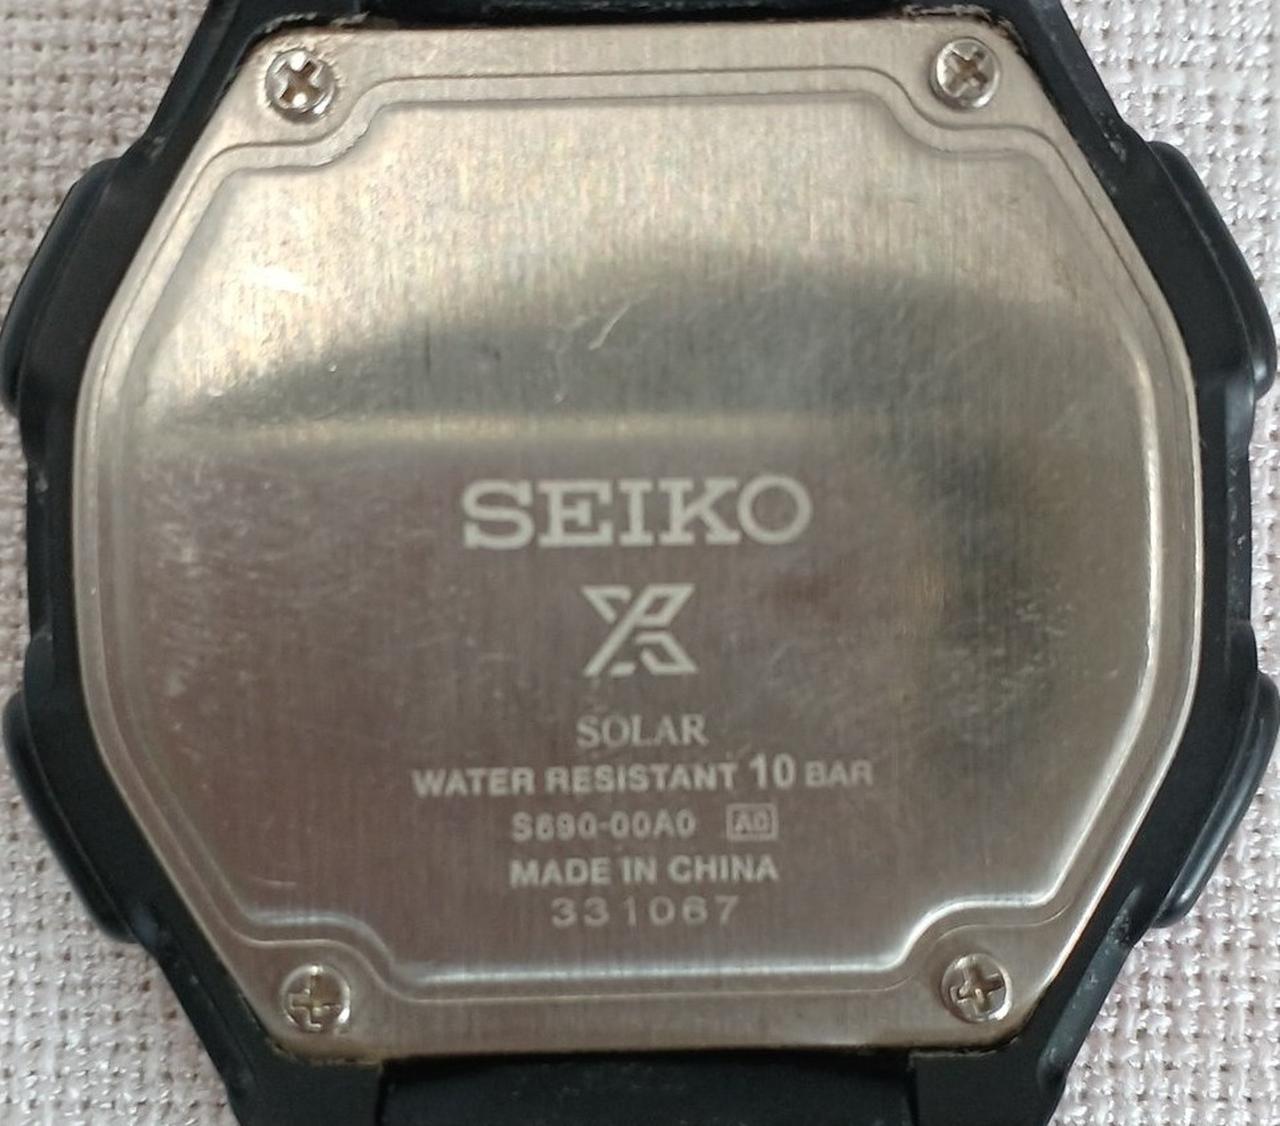 SEIKO
SOLAR
WATER RESISTANT 10 BAR
S690-00A0 A0
MADE IN CHINA
331067